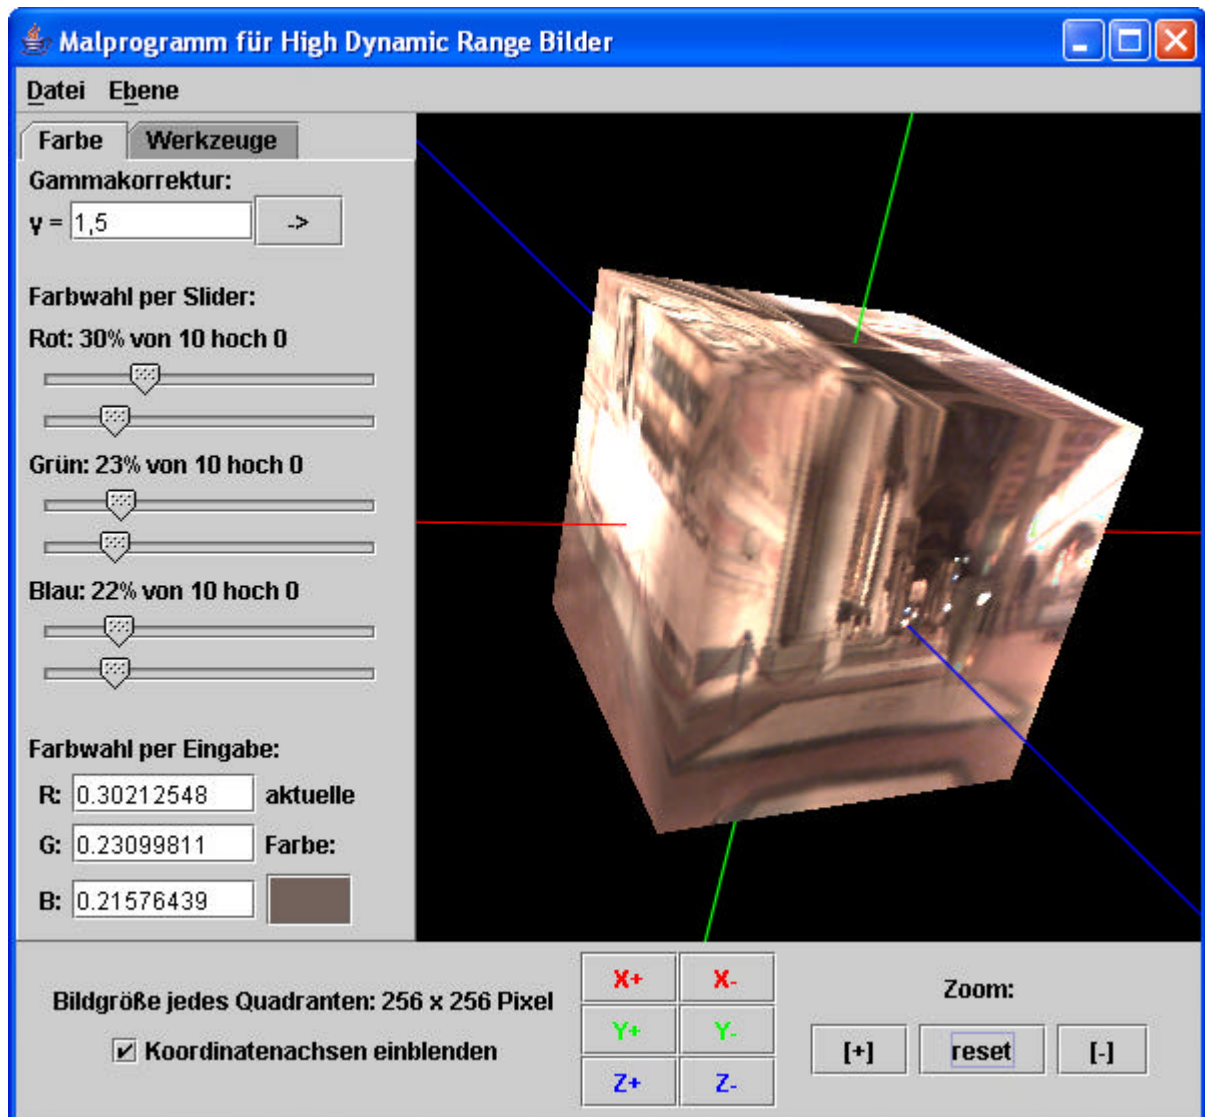 Malprogramm für High Dynamic Range Bilder
Datei Ebene
Farbe Werkzeuge
Gammakorrektur:
γ = 1,5 ->
Farbwahl per Slider:
Rot: 30% von 10 hoch 0
Grün: 23% von 10 hoch 0
Blau: 22% von 10 hoch 0
Farbwahl per Eingabe:
R: 0.30212548 aktuelle
G: 0.23099811 Farbe:
B: 0.21576439
Bildgröße jedes Quadranten: 256 x 256 Pixel
Koordinatenachsen einblenden
X+ X-
Y+ Y-
Z+ Z-
Zoom:
[+] reset [-]